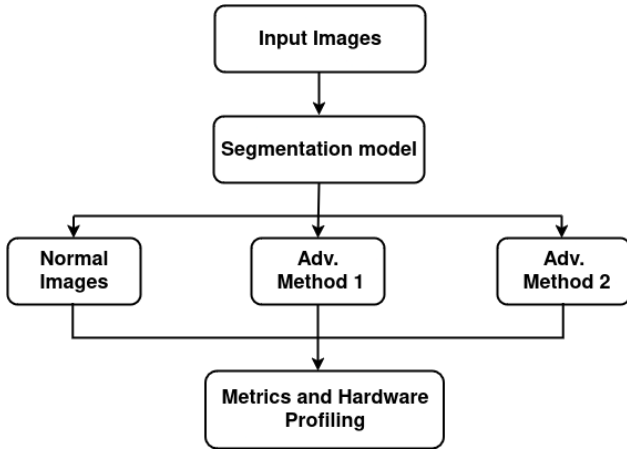 Input Images
Segmentation model
Normal
Images
Adv.
Method 1
Adv.
Method 2
Metrics and Hardware
Profiling